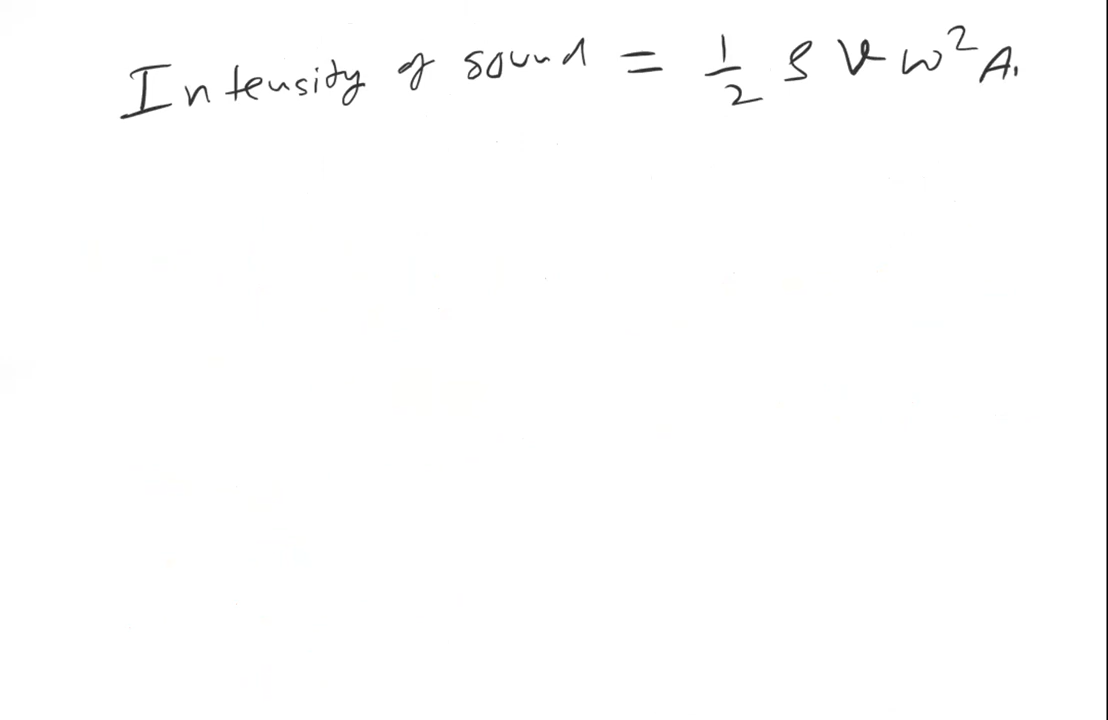 Intensity of sound = 1/2 ρ v ω² A.